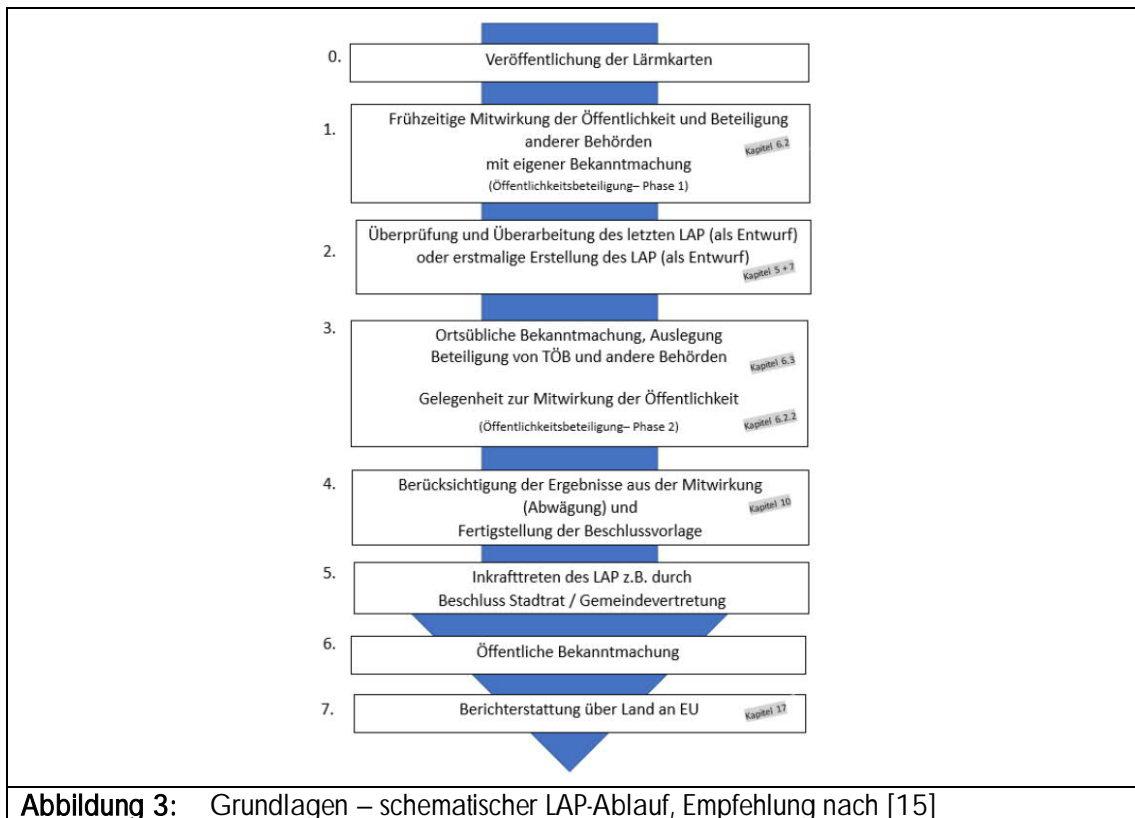 0.
Veröffentlichung der Lärmkarten
1.
Frühzeitige Mitwirkung der Öffentlichkeit und Beteiligung
anderer Behörden
Kapitel 6.2
mit eigener Bekanntmachung
(Öffentlichkeitsbeteiligung– Phase 1)
2.
Überprüfung und Überarbeitung des letzten LAP (als Entwurf)
oder erstmalige Erstellung des LAP (als Entwurf)
Kapitel 5 + 7
3.
Ortsübliche Bekanntmachung, Auslegung
Beteiligung von TÖB und andere Behörden
Kapitel 6.3
Gelegenheit zur Mitwirkung der Öffentlichkeit
(Öffentlichkeitsbeteiligung– Phase 2)
Kapitel 6.2.2
4.
Berücksichtigung der Ergebnisse aus der Mitwirkung
(Abwägung) und
Kapitel 10
Fertigstellung der Beschlussvorlage
5.
Inkrafttreten des LAP z.B. durch
Beschluss Stadtrat / Gemeindevertretung
6.
Öffentliche Bekanntmachung
7.
Berichterstattung über Land an EU
Kapitel 17
Abbildung 3: Grundlagen – schematischer LAP-Ablauf, Empfehlung nach [15]